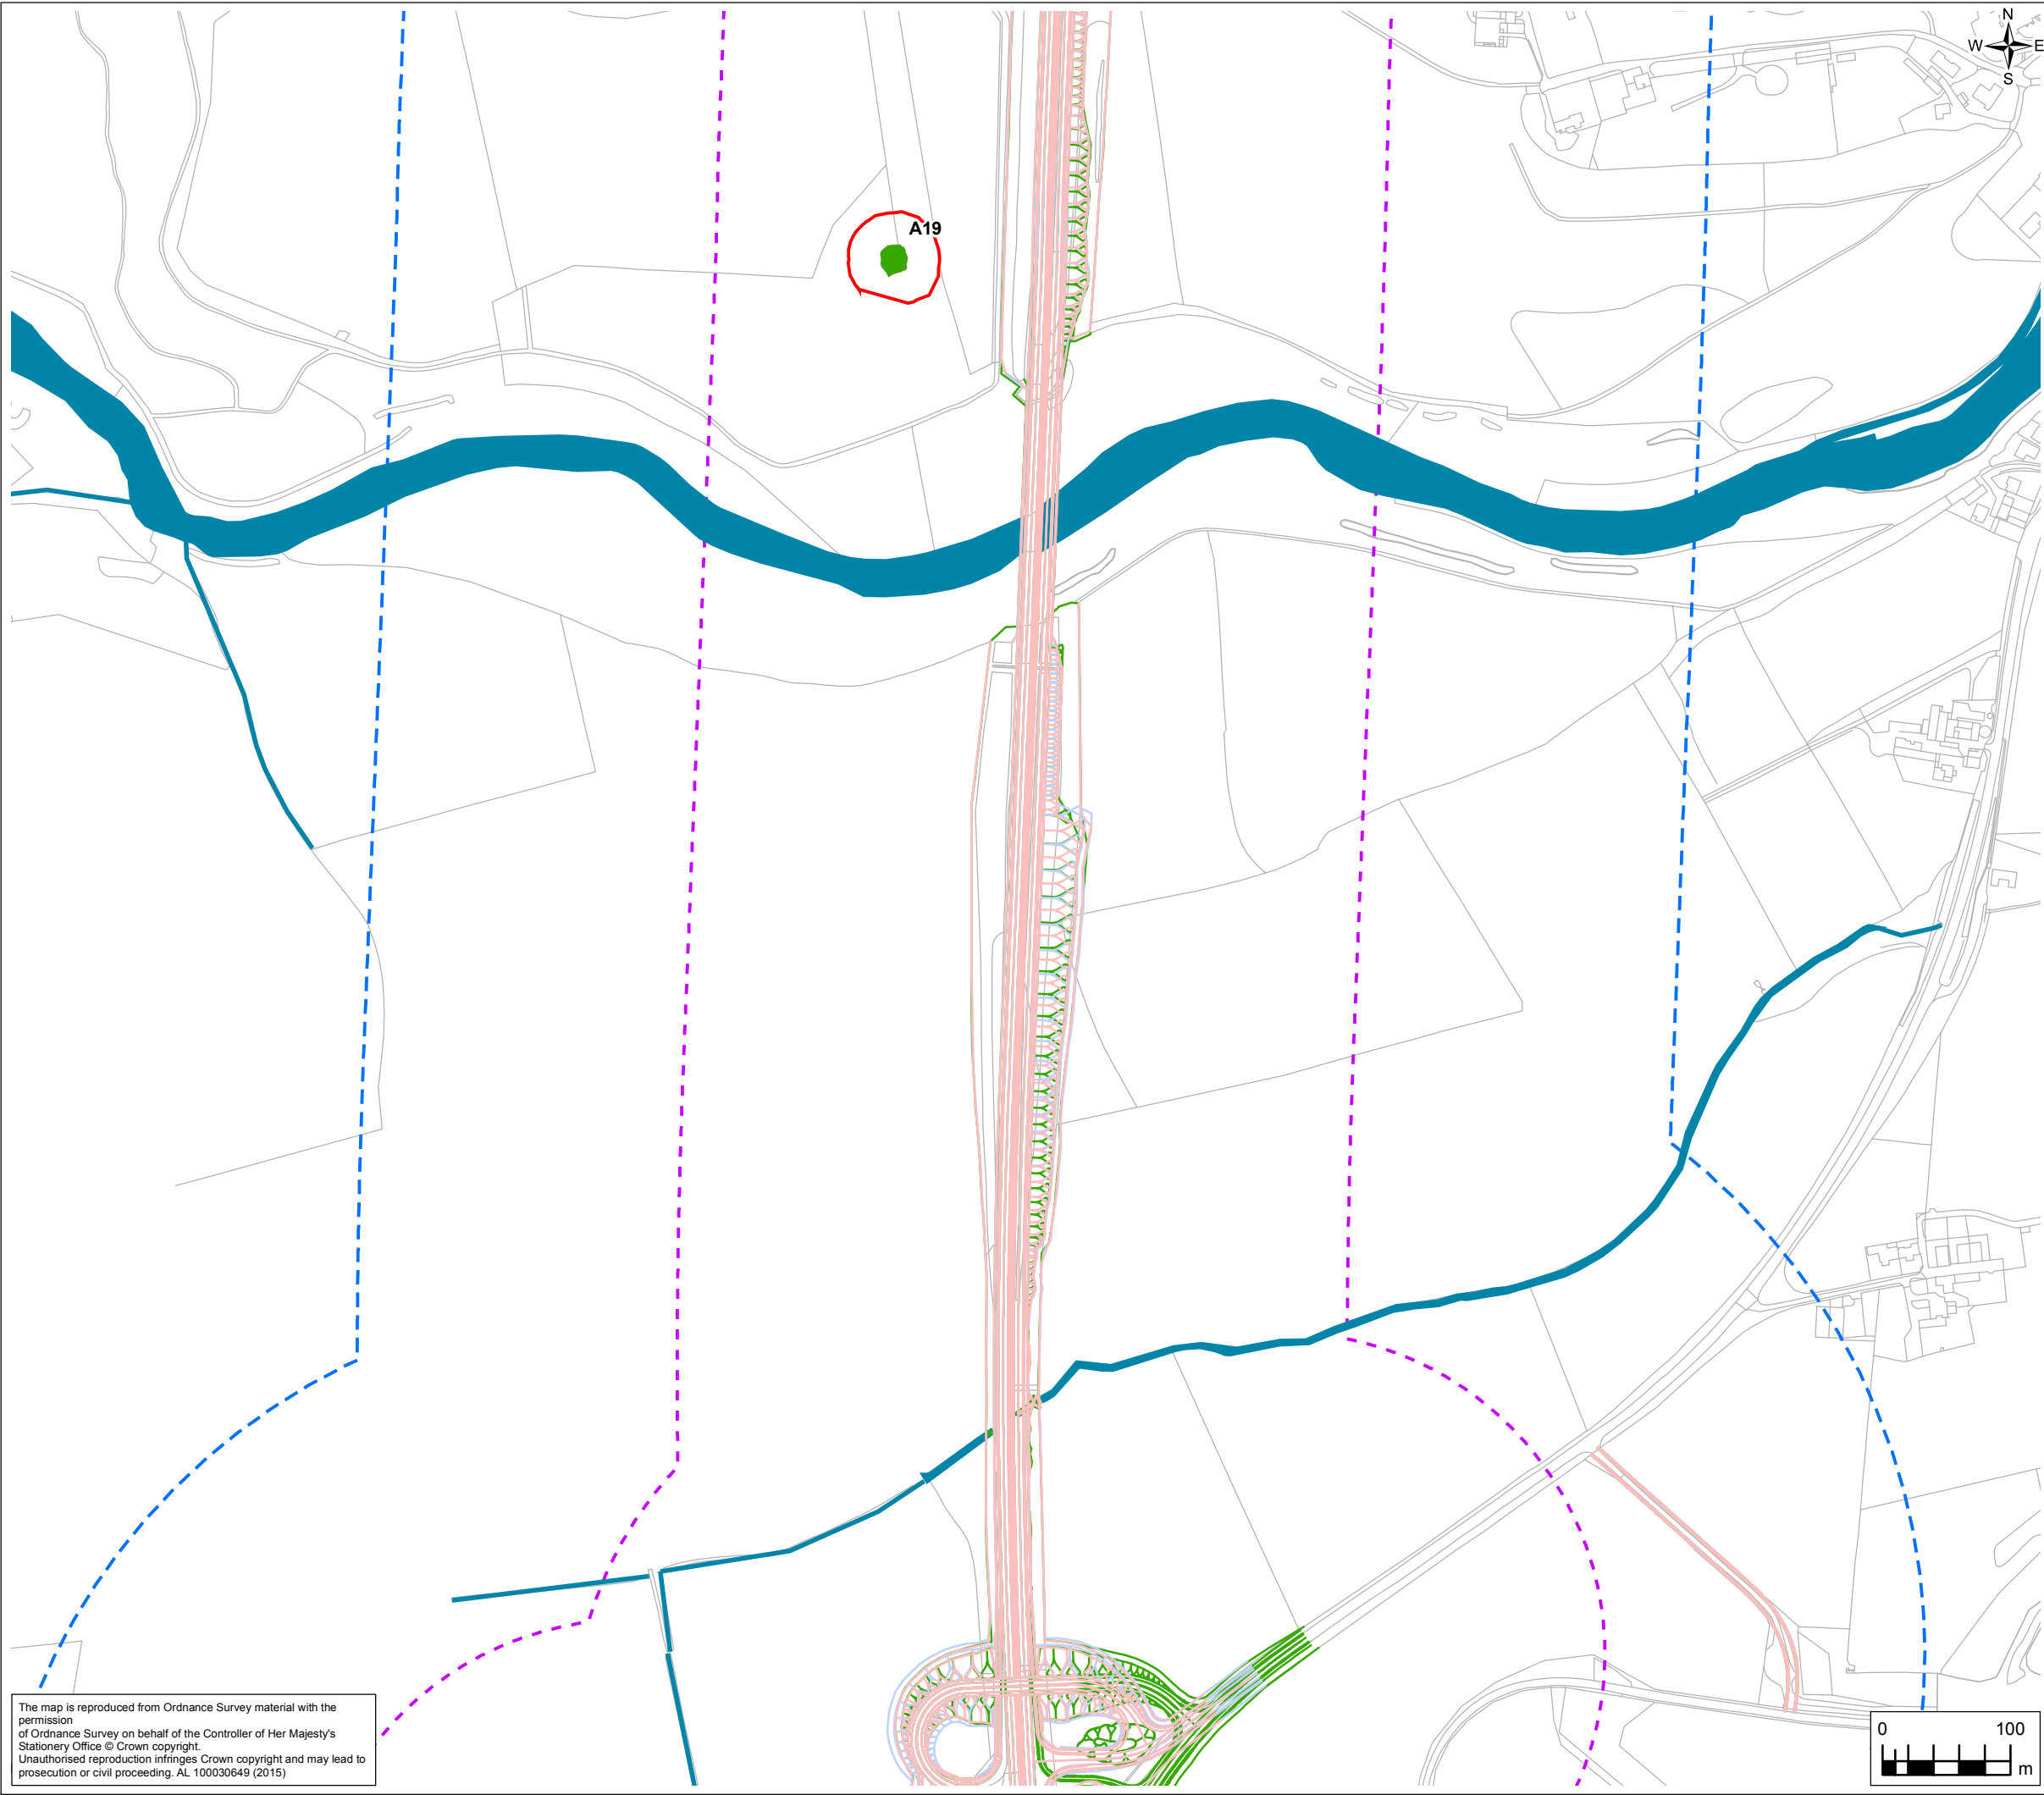 N
W E
S
A19
The map is reproduced from Ordnance Survey material with the
permission
of Ordnance Survey on behalf of the Controller of Her Majesty's
Stationery Office © Crown copyright.
Unauthorised reproduction infringes Crown copyright and may lead to
prosecution or civil proceeding. AL 100030649 (2015)
0 100
m